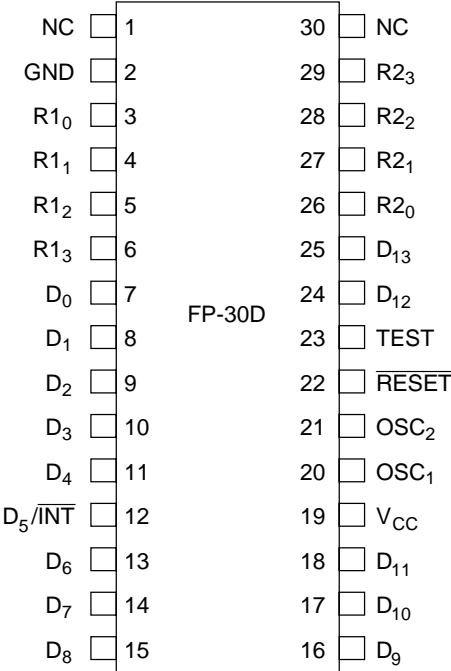 NC 1 30 NC
GND 2 29 R2₃
R1₀ 3 28 R2₂
R1₁ 4 27 R2₁
R1₂ 5 26 R2₀
R1₃ 6 25 D₁₃
D₀ 7 24 D₁₂
FP-30D
D₁ 8 23 TEST
D₂ 9 22 R̅E̅S̅E̅T̅
D₃ 10 21 OSC₂
D₄ 11 20 OSC₁
D₅/I̅N̅T̅ 12 19 V_CC
D₆ 13 18 D₁₁
D₇ 14 17 D₁₀
D₈ 15 16 D₉